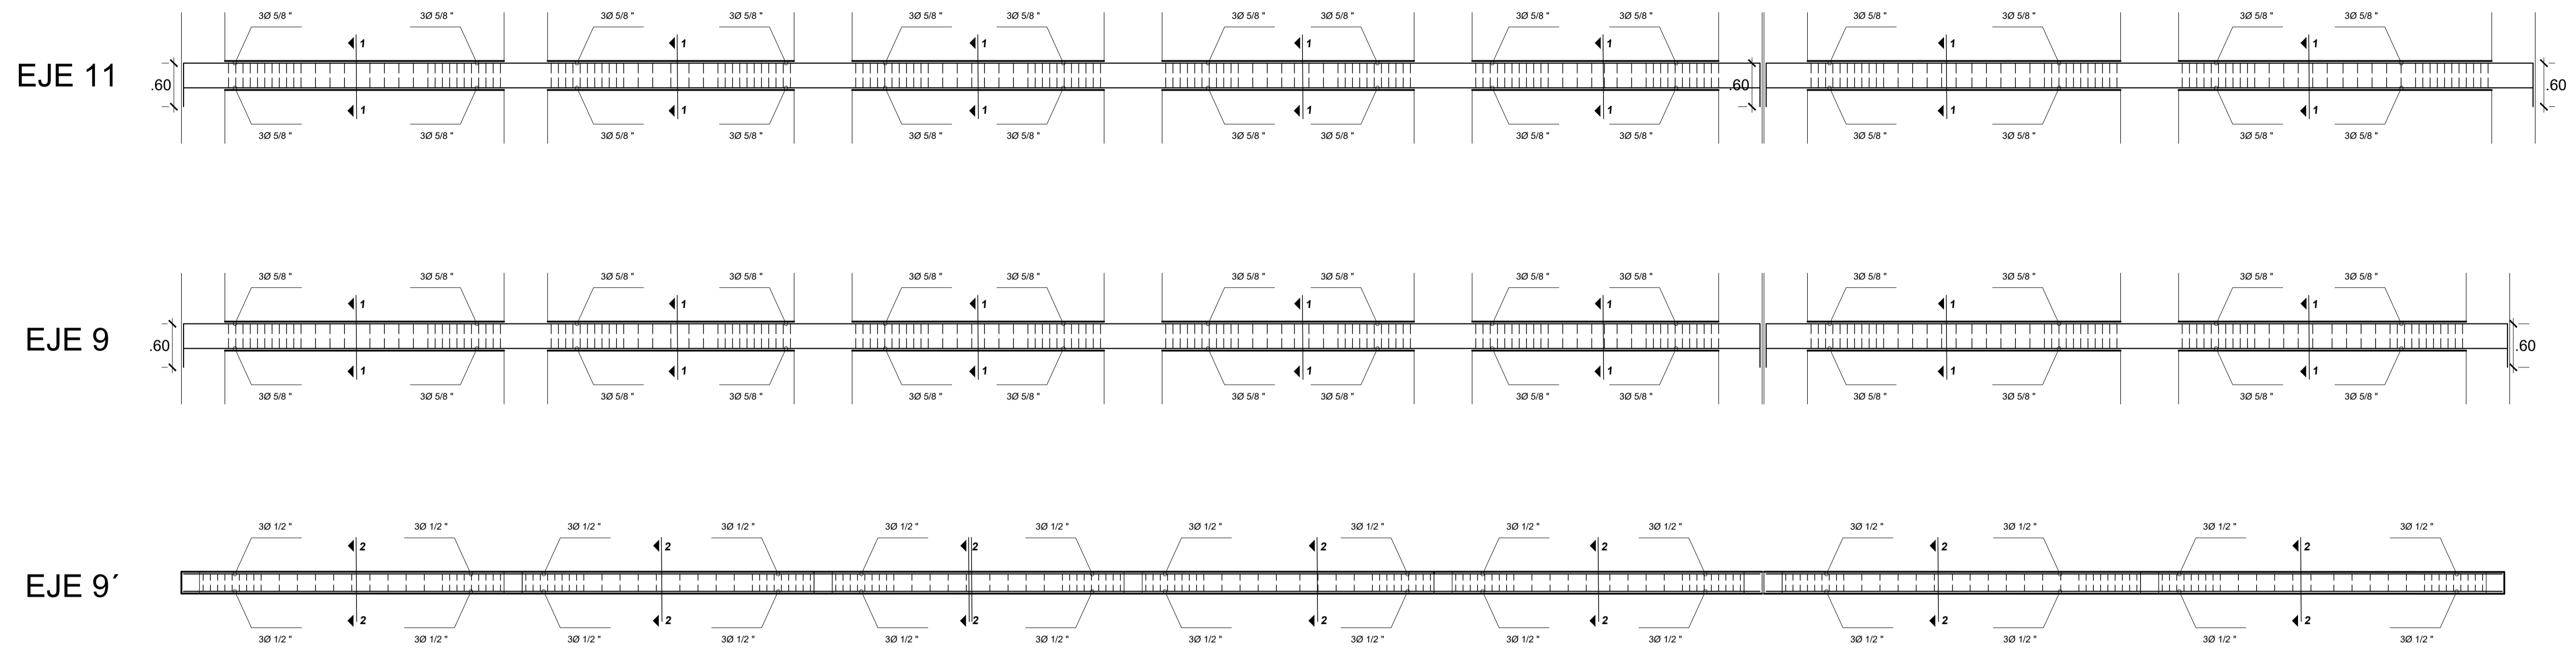 3Ø 5/8 " 3Ø 5/8 " 3Ø 5/8 " 3Ø 5/8 " 3Ø 5/8 " 3Ø 5/8 " 3Ø 5/8 " 3Ø 5/8 " 3Ø 5/8 " 3Ø 5/8 " 3Ø 5/8 " 3Ø 5/8 " 3Ø 5/8 " 3Ø 5/8 "
1 1 1 1 1 1 1
EJE 11 .60 .60 .60
1 1 1 1 1 1 1
3Ø 5/8 " 3Ø 5/8 " 3Ø 5/8 " 3Ø 5/8 " 3Ø 5/8 " 3Ø 5/8 " 3Ø 5/8 " 3Ø 5/8 " 3Ø 5/8 " 3Ø 5/8 " 3Ø 5/8 " 3Ø 5/8 " 3Ø 5/8 " 3Ø 5/8 "
3Ø 5/8 " 3Ø 5/8 " 3Ø 5/8 " 3Ø 5/8 " 3Ø 5/8 " 3Ø 5/8 " 3Ø 5/8 " 3Ø 5/8 " 3Ø 5/8 " 3Ø 5/8 " 3Ø 5/8 " 3Ø 5/8 " 3Ø 5/8 " 3Ø 5/8 "
1 1 1 1 1 1 1
EJE 9 .60 .60
1 1 1 1 1 1 1
3Ø 5/8 " 3Ø 5/8 " 3Ø 5/8 " 3Ø 5/8 " 3Ø 5/8 " 3Ø 5/8 " 3Ø 5/8 " 3Ø 5/8 " 3Ø 5/8 " 3Ø 5/8 " 3Ø 5/8 " 3Ø 5/8 " 3Ø 5/8 " 3Ø 5/8 "
3Ø 1/2 " 3Ø 1/2 " 3Ø 1/2 " 3Ø 1/2 " 3Ø 1/2 " 3Ø 1/2 " 3Ø 1/2 " 3Ø 1/2 " 3Ø 1/2 " 3Ø 1/2 " 3Ø 1/2 " 3Ø 1/2 " 3Ø 1/2 " 3Ø 1/2 "
2 2 2 2 2 2 2
EJE 9´
2 2 2 2 2 2 2
3Ø 1/2 " 3Ø 1/2 " 3Ø 1/2 " 3Ø 1/2 " 3Ø 1/2 " 3Ø 1/2 " 3Ø 1/2 " 3Ø 1/2 " 3Ø 1/2 " 3Ø 1/2 " 3Ø 1/2 " 3Ø 1/2 " 3Ø 1/2 " 3Ø 1/2 "